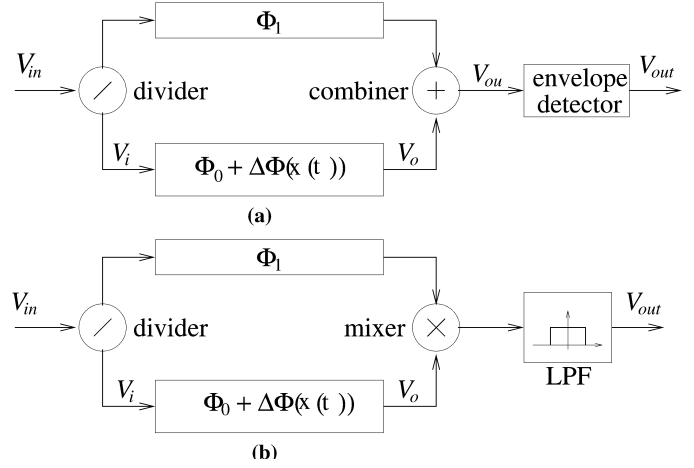 Φ1
Vin
divider
combiner
Vou
envelope
detector
Vout
Vi
Φ0 + ΔΦ(x (t ))
Vo
(a)
Φ1
Vin
divider
mixer
Vout
LPF
Vi
Φ0 + ΔΦ(x (t ))
Vo
(b)